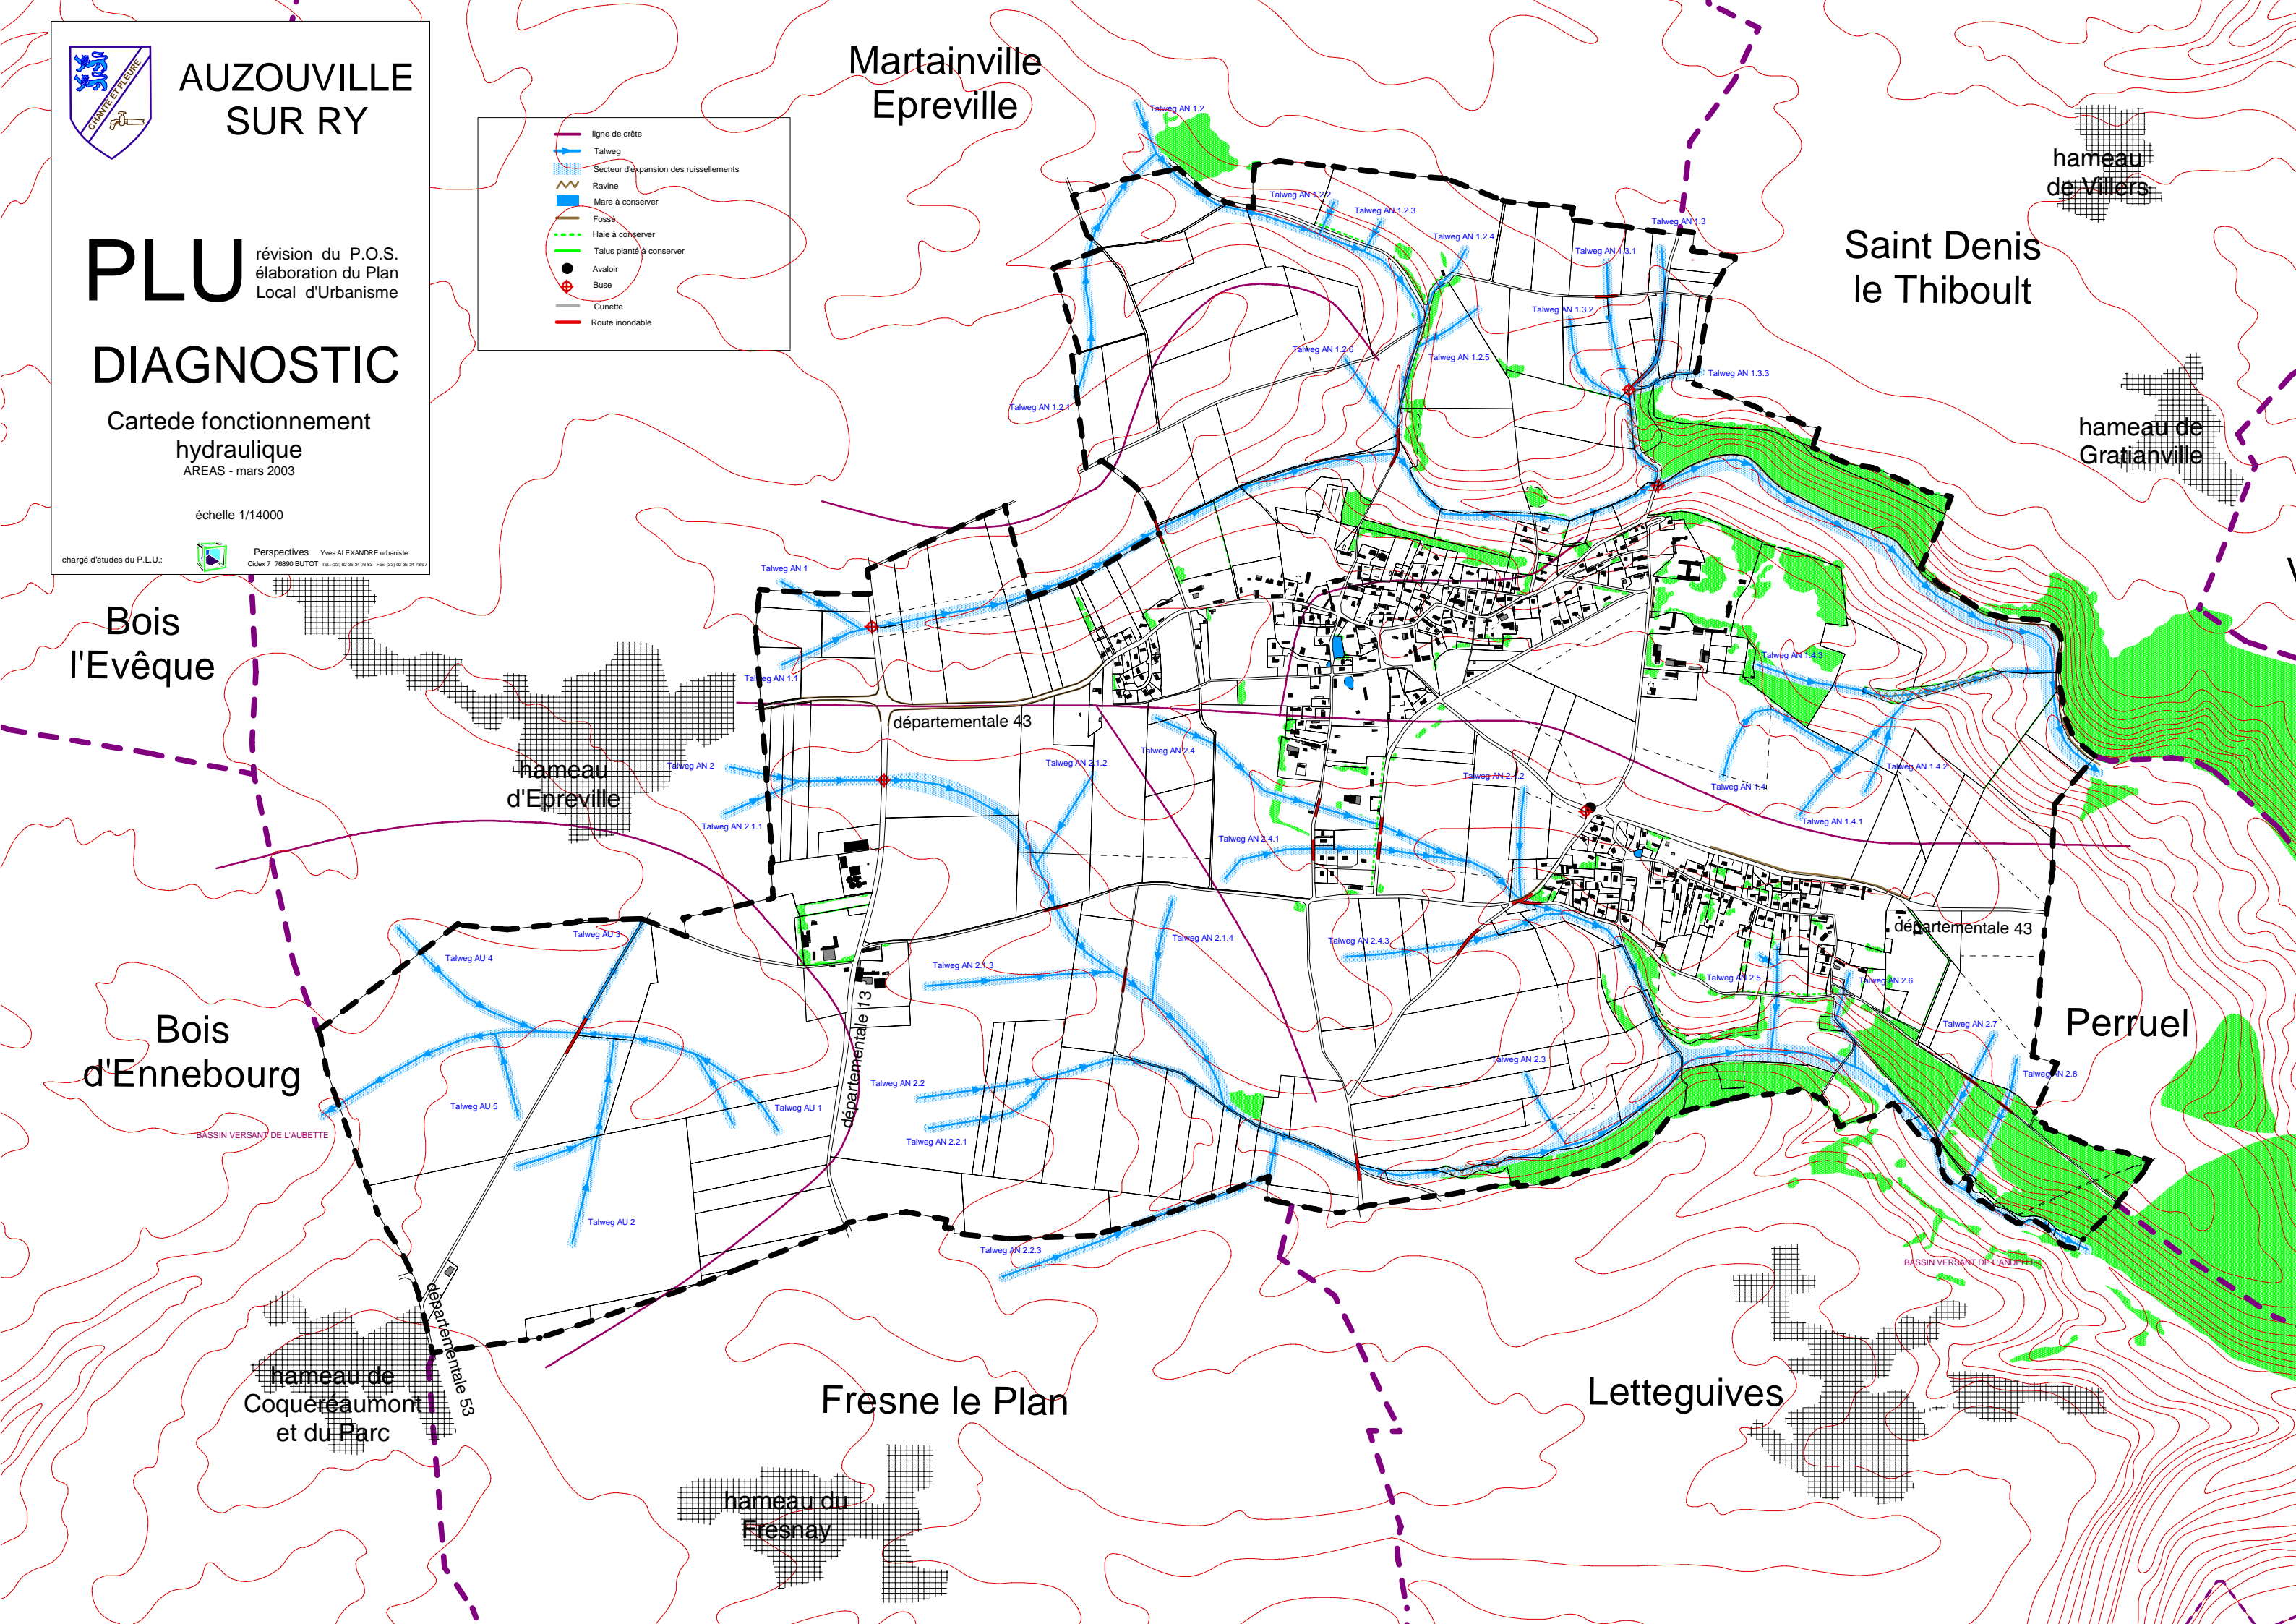 CHANTE ET PLEURE
AUZOUVILLE
SUR RY
PLU
révision du P.O.S.
élaboration du Plan
Local d'Urbanisme
DIAGNOSTIC
Cartede fonctionnement
hydraulique
AREAS - mars 2003
échelle 1/14000
chargé d'études du P.L.U.:
Perspectives Yves ALEXANDRE urbaniste
Cidex 7 76890 BUTOT
ligne de crête
Talweg
Secteur d'expansion des ruissellements
Ravine
Mare à conserver
Fossé
Haie à conserver
Talus planté à conserver
Avaloir
Buse
Cunette
Route inondable
Martainville
Epreville
hameau
de Villers
Saint Denis
le Thiboult
hameau de
Gratianville
Talweg AN 1.2
Talweg AN 1.2.2
Talweg AN 1.2.3
Talweg AN 1.2.4
Talweg AN 1.3
Talweg AN 1.3.1
Talweg AN 1.3.2
Talweg AN 1.2.6
Talweg AN 1.2.5
Talweg AN 1.3.3
Talweg AN 1.2.1
Talweg AN 1
Talweg AN 1.1
Bois
l'Evêque
hameau
d'Epreville
départementale 43
Talweg AN 1.4.3
Talweg AN 2
Talweg AN 2.1.2
Talweg AN 2.4
Talweg AN 2.4.2
Talweg AN 1.4
Talweg AN 1.4.2
Talweg AN 1.4.1
Talweg AN 2.1.1
Talweg AN 2.4.1
Talweg AU 3
Talweg AU 4
Talweg AN 2.1.4
Talweg AN 2.4.3
départementale 43
Talweg AN 2.1.3
Talweg AN 2.5
Talweg AN 2.6
Bois
d'Ennebourg
départementale 13
Talweg AN 2.7
Perruel
Talweg AN 2.3
Talweg AN 2.8
Talweg AN 2.2
Talweg AU 5
Talweg AU 1
BASSIN VERSANT DE L'AUBETTE
Talweg AN 2.2.1
Talweg AU 2
Talweg AN 2.2.3
BASSIN VERSANT DE L'ANDELLE
départementale 53
hameau de
Coqueréaumont
et du Parc
Fresne le Plan
Letteguives
hameau du
Fresnay